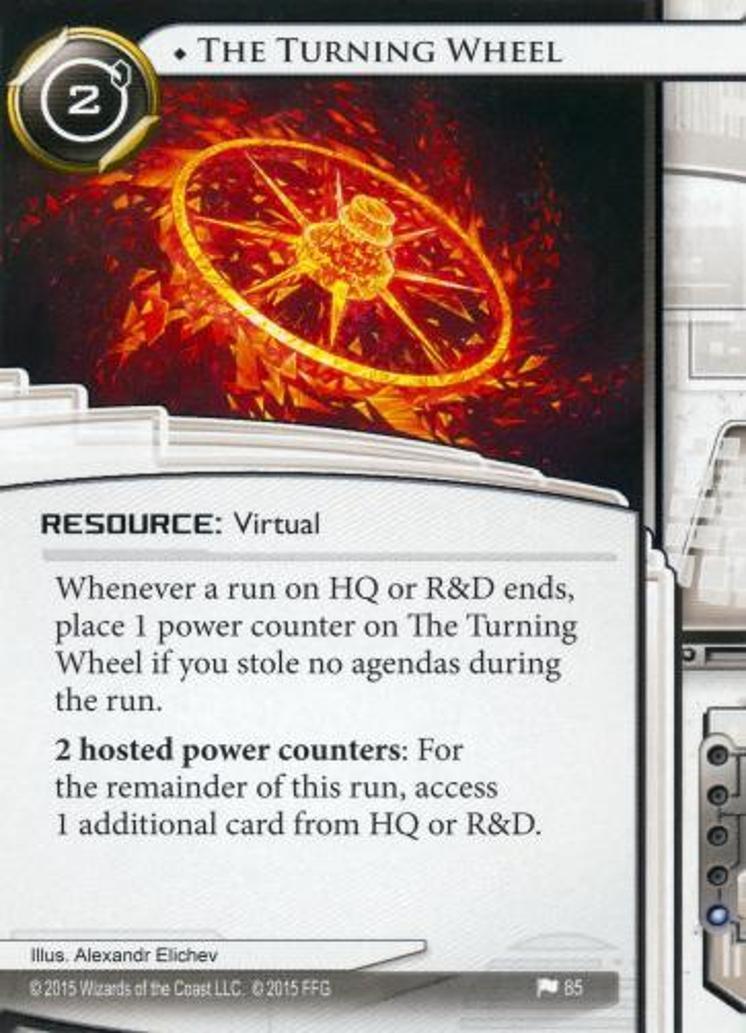 2
⬥ The Turning Wheel
RESOURCE: Virtual
Whenever a run on HQ or R&D ends,
place 1 power counter on The Turning
Wheel if you stole no agendas during
the run.
2 hosted power counters: For
the remainder of this run, access
1 additional card from HQ or R&D.
Illus. Alexandr Elichev
© 2015 Wizards of the Coast LLC. © 2015 FFG
85